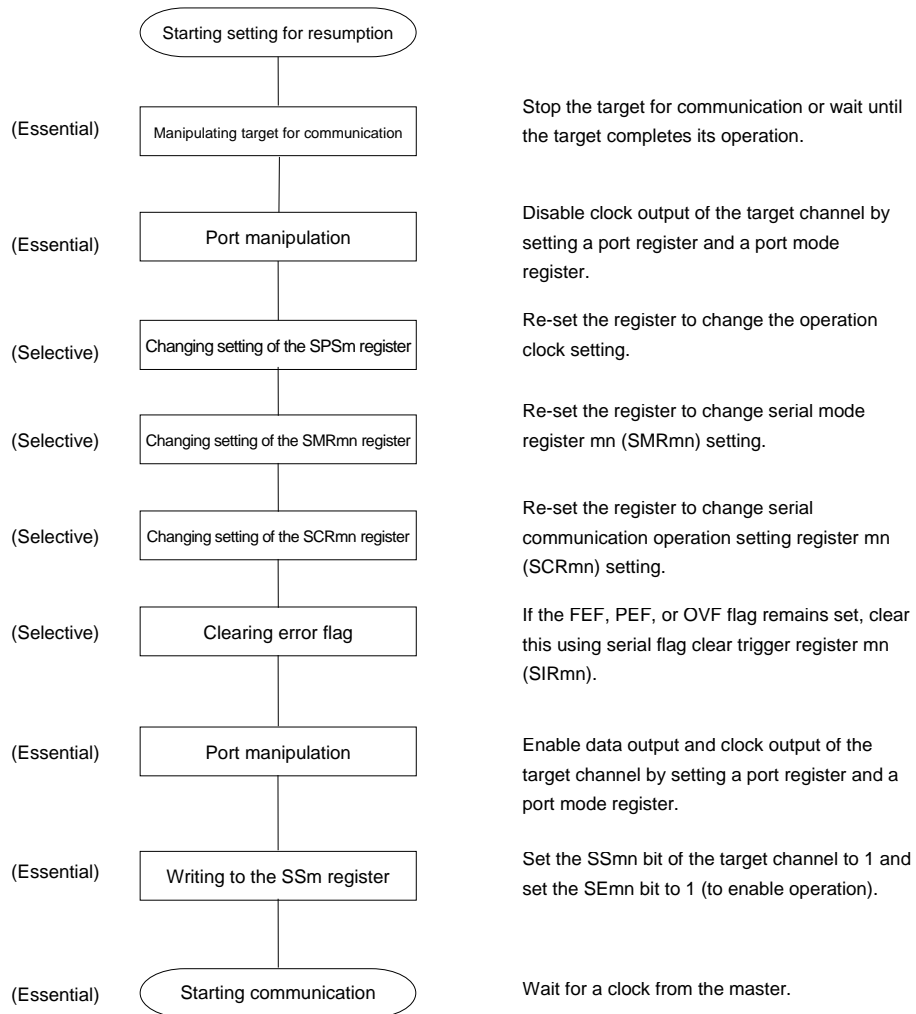 Starting setting for resumption
(Essential)
Manipulating target for communication
Stop the target for communication or wait until
the target completes its operation.
(Essential)
Port manipulation
Disable clock output of the target channel by
setting a port register and a port mode
register.
(Selective)
Changing setting of the SPSm register
Re-set the register to change the operation
clock setting.
(Selective)
Changing setting of the SMRmn register
Re-set the register to change serial mode
register mn (SMRmn) setting.
(Selective)
Changing setting of the SCRmn register
Re-set the register to change serial
communication operation setting register mn
(SCRmn) setting.
(Selective)
Clearing error flag
If the FEF, PEF, or OVF flag remains set, clear
this using serial flag clear trigger register mn
(SIRmn).
(Essential)
Port manipulation
Enable data output and clock output of the
target channel by setting a port register and a
port mode register.
(Essential)
Writing to the SSm register
Set the SSmn bit of the target channel to 1 and
set the SEmn bit to 1 (to enable operation).
(Essential)
Starting communication
Wait for a clock from the master.